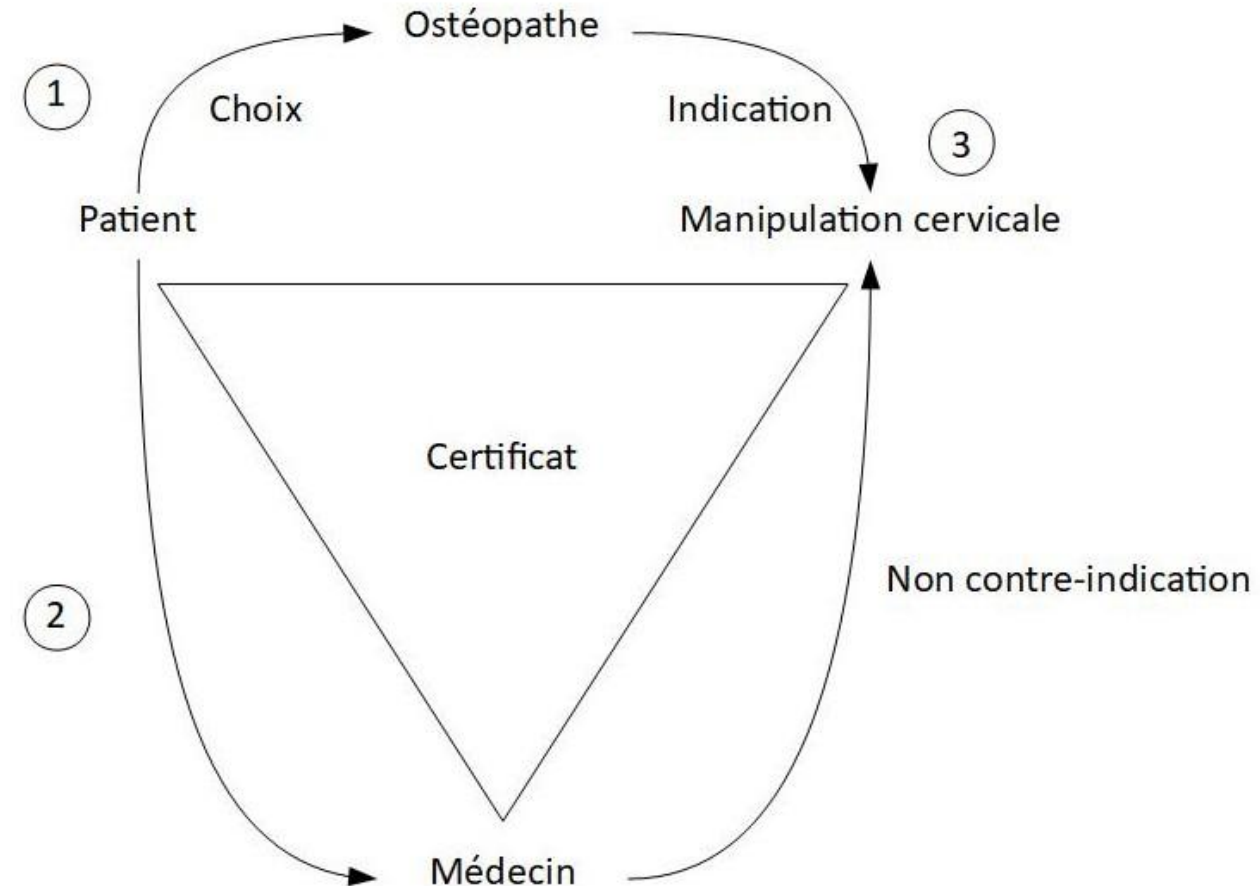 Ostéopathe
1
Choix
Indication
3
Patient
Manipulation cervicale
Certificat
Non contre-indication
2
Médecin